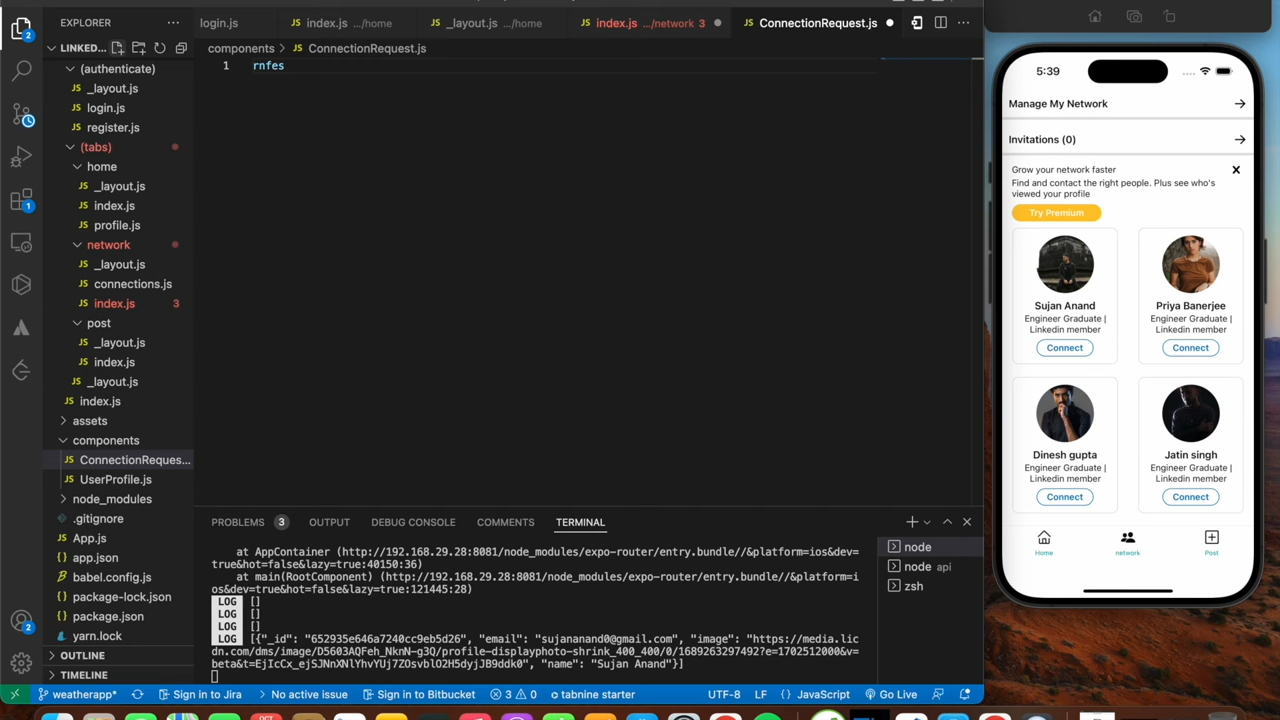 EXPLORER
LINKED...
(authenticate)
_layout.js
login.js
register.js
(tabs)
home
_layout.js
index.js
profile.js
network
_layout.js
connections.js
index.js 3
post
_layout.js
index.js
_layout.js
index.js
assets
components
ConnectionReques...
UserProfile.js
node_modules
.gitignore
App.js
app.json
babel.config.js
package-lock.json
package.json
yarn.lock
OUTLINE
TIMELINE
2
1
2
login.js
index.js .../home
_layout.js .../home
index.js .../network 3
ConnectionRequest.js
components > ConnectionRequest.js
1 rnfes
PROBLEMS 3 OUTPUT DEBUG CONSOLE COMMENTS TERMINAL
at AppContainer (http://192.168.29.28:8081/node_modules/expo-router/entry.bundle//&platform=ios&dev=
true&hot=false&lazy=true:40150:36)
at main(RootComponent) (http://192.168.29.28:8081/node_modules/expo-router/entry.bundle//&platform=i
os&dev=true&hot=false&lazy=true:121445:28)
LOG []
LOG []
LOG []
LOG [{"_id": "652935e646a7240cc9eb5d26", "email": "sujananand0@gmail.com", "image": "https://media.lic
dn.com/dms/image/D5603AQFeh_NknN-g3Q/profile-displayphoto-shrink_400_400/0/1689263297492?e=1702512000&v=
beta&t=EjIcCx_ejSJNnXNlYhvYUj7ZOsvblO2H5dyjJB9ddk0", "name": "Sujan Anand"}]
node
node api
zsh
weatherapp*
Sign in to Jira
No active issue
Sign in to Bitbucket
3 0
tabnine starter
UTF-8
LF
JavaScript
Go Live
5:39
Manage My Network
Invitations (0)
Grow your network faster
Find and contact the right people. Plus see who's
viewed your profile
Try Premium
Sujan Anand
Engineer Graduate |
Linkedin member
Connect
Priya Banerjee
Engineer Graduate |
Linkedin member
Connect
Dinesh gupta
Engineer Graduate |
Linkedin member
Connect
Jatin singh
Engineer Graduate |
Linkedin member
Connect
Home
network
Post